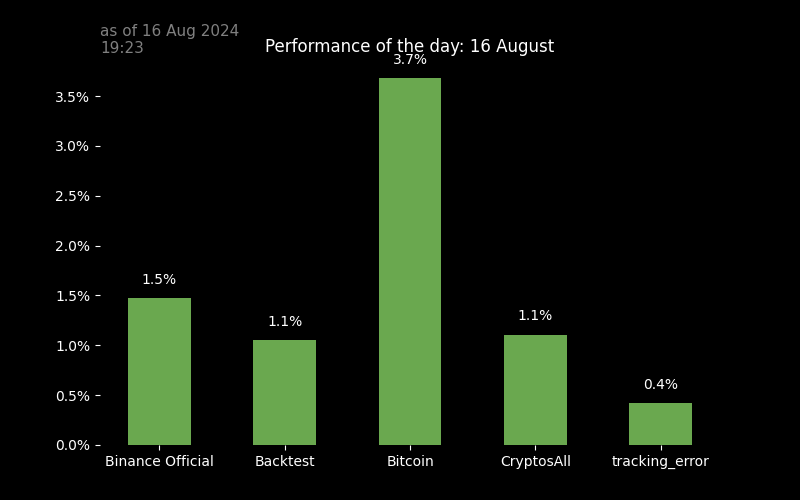 as of 16 Aug 2024
19:23
Performance of the day: 16 August
3.7%
3.5%
3.0%
2.5%
2.0%
1.5%
1.0%
0.5%
0.0%
1.5%
1.1%
1.1%
0.4%
Binance Official
Backtest
Bitcoin
CryptosAll
tracking_error